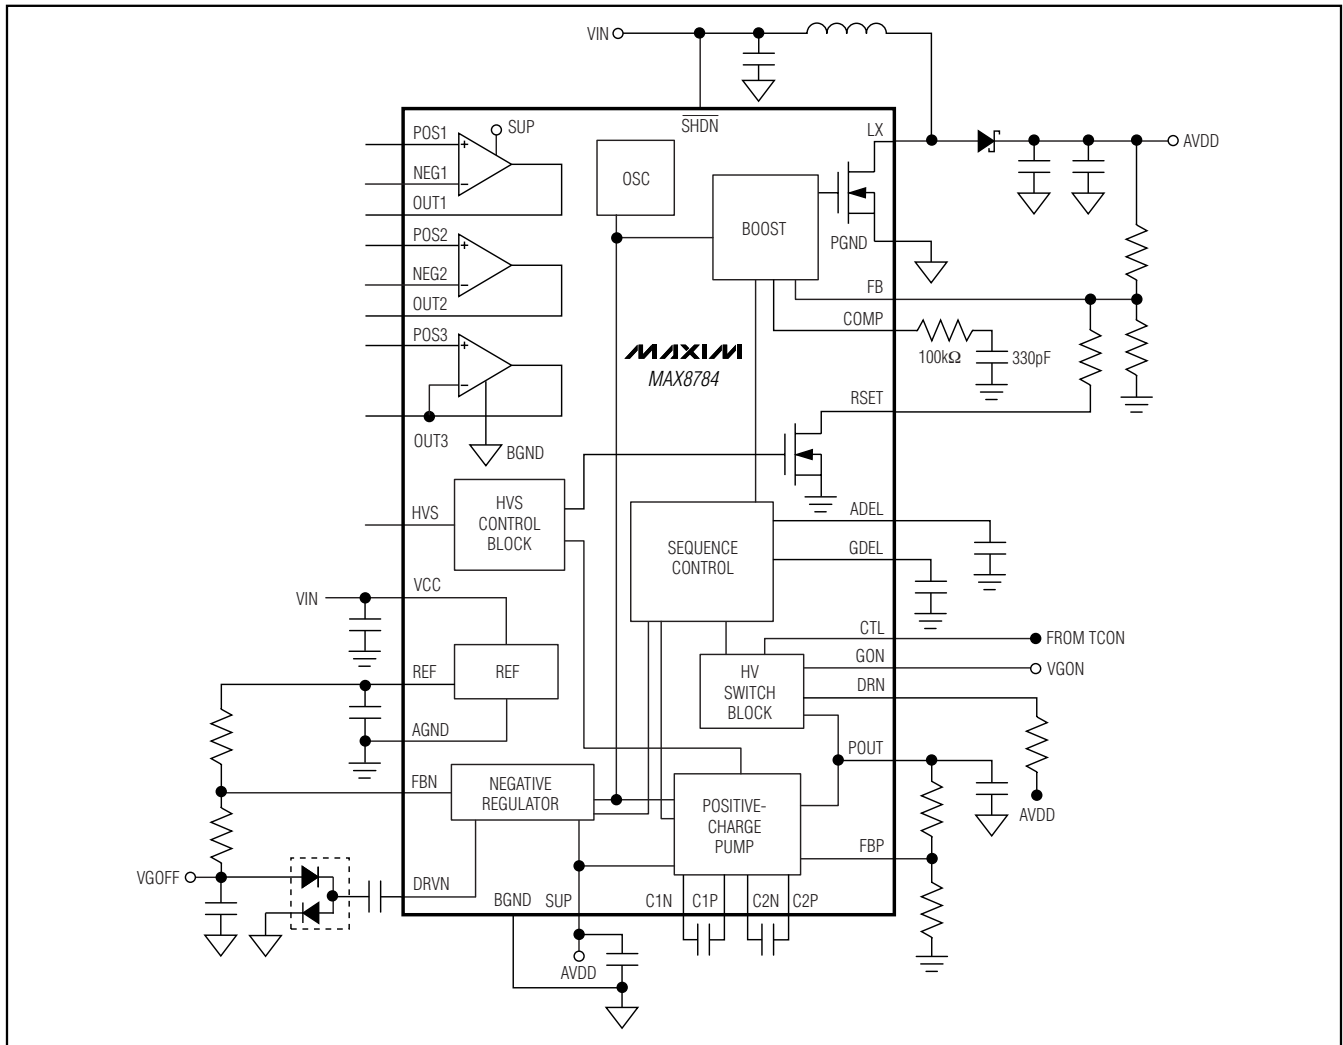 VIN
SHDN
POS1
SUP
NEG1
OUT1
OSC
LX
AVDD
POS2
NEG2
OUT2
BOOST
PGND
FB
COMP
POS3
MAXIM
MAX8784
100kΩ
330pF
OUT3
BGND
RSET
HVS
HVS
CONTROL
BLOCK
SEQUENCE
CONTROL
ADEL
GDEL
VIN
VCC
CTL
FROM TCON
REF
REF
HV
SWITCH
BLOCK
GON
VGON
DRN
AGND
POUT
FBN
NEGATIVE
REGULATOR
POSITIVE-
CHARGE
PUMP
AVDD
FBP
VGOFF
DRVN
BGND
SUP
C1N
C1P
C2N
C2P
AVDD